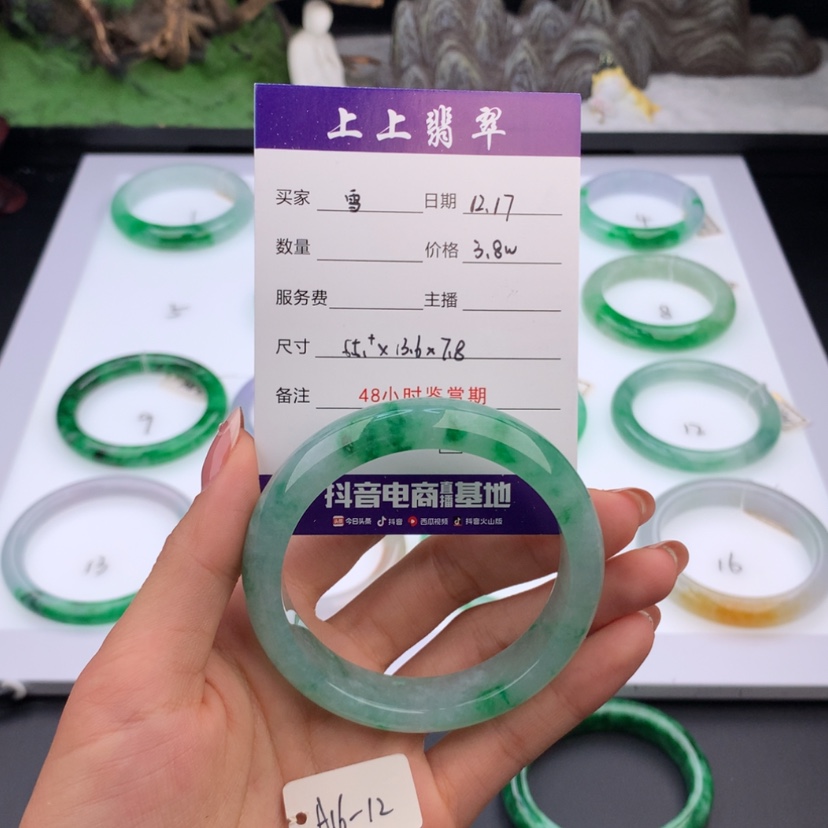 上上翡翠
买家 雪 日期 12.17
数量 价格 3.8w
服务费 主播
尺寸 55.1+×13.6×7.8
备注 48小时鉴赏期
抖音电商直播基地
今日头条 抖音 西瓜视频 抖音火山版
4
5
8
9
12
13
16
A16-12